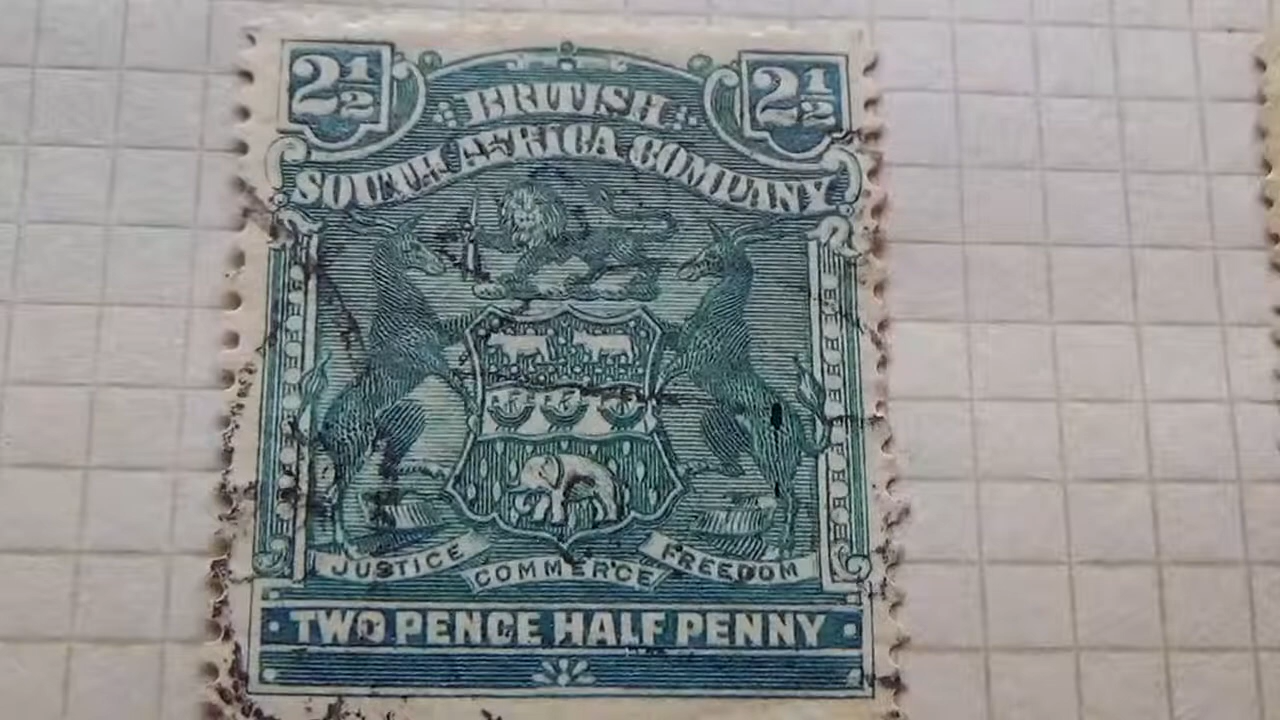 2½ 2½
BRITISH
SOUTH AFRICA COMPANY
JUSTICE COMMERCE FREEDOM
TWO PENCE HALF PENNY